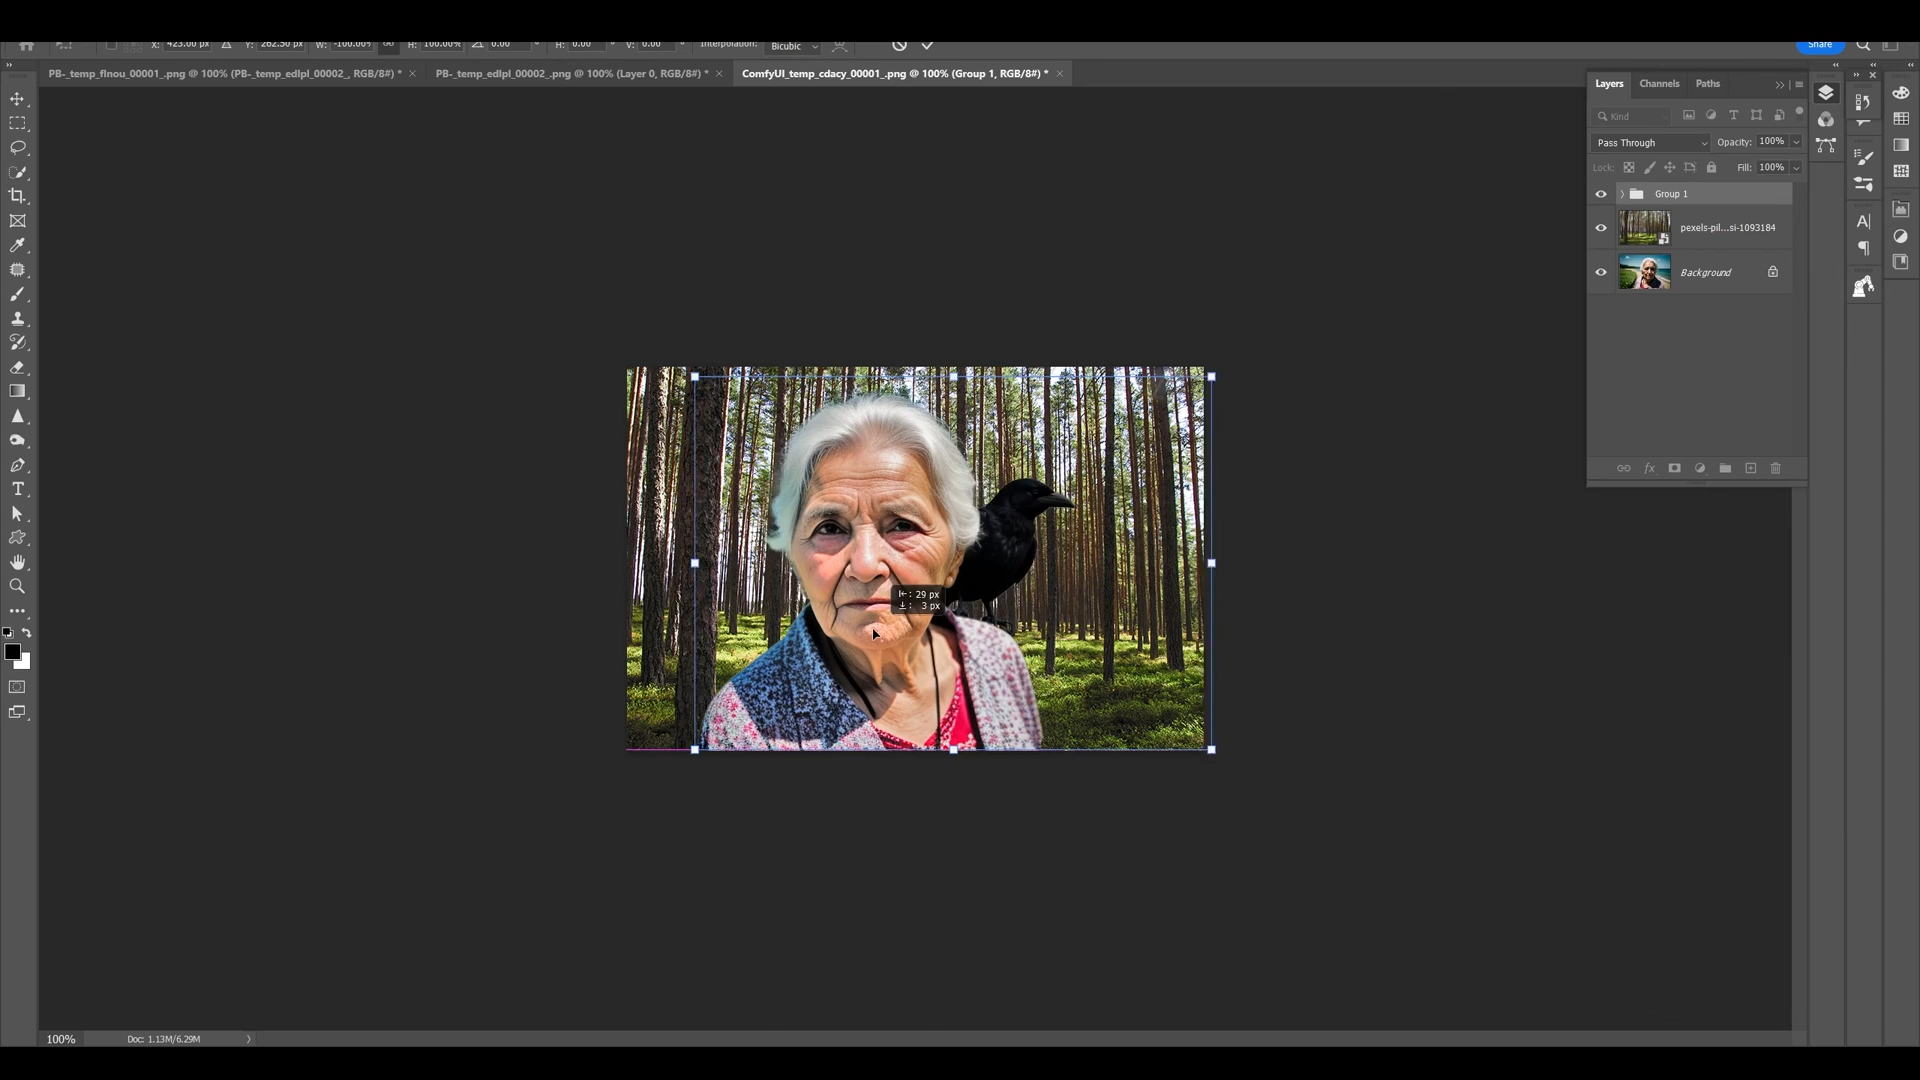 X: 423.00 px Y: 262.50 px W: -100.00% H: 100.00% 0.00 ° H: 0.00 ° V: 0.00 ° Interpolation: Bicubic Share
PB-_temp_flnou_00001_.png @ 100% (PB-_temp_edlpl_00002_, RGB/8#) * × PB-_temp_edlpl_00002_.png @ 100% (Layer 0, RGB/8#) * × ComfyUI_temp_cdacy_00001_.png @ 100% (Group 1, RGB/8#) * ×
Layers Channels Paths
Kind
Pass Through Opacity: 100%
Lock: Fill: 100%
Group 1
pexels-pil...si-1093184
Background
fx
29 px
3 px
100% Doc: 1.13M/6.29M